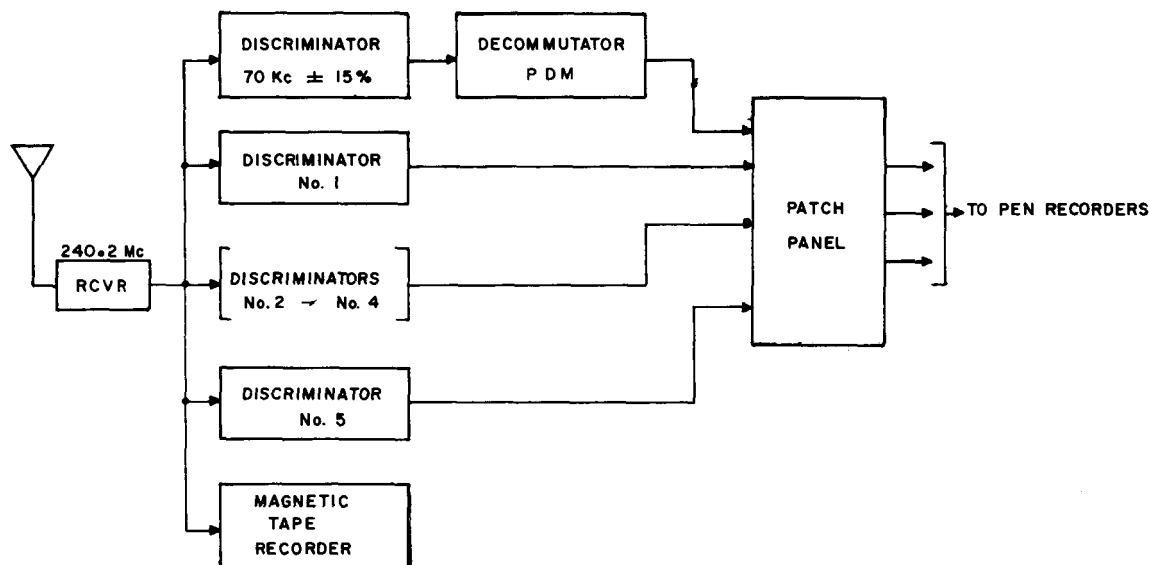 DISCRIMINATOR
70 Kc ± 15%
DECOMMUTATOR
PDM
DISCRIMINATOR
No. 1
240.2 Mc
RCVR
DISCRIMINATORS
No. 2 → No. 4
PATCH
PANEL
TO PEN RECORDERS
DISCRIMINATOR
No. 5
MAGNETIC
TAPE
RECORDER